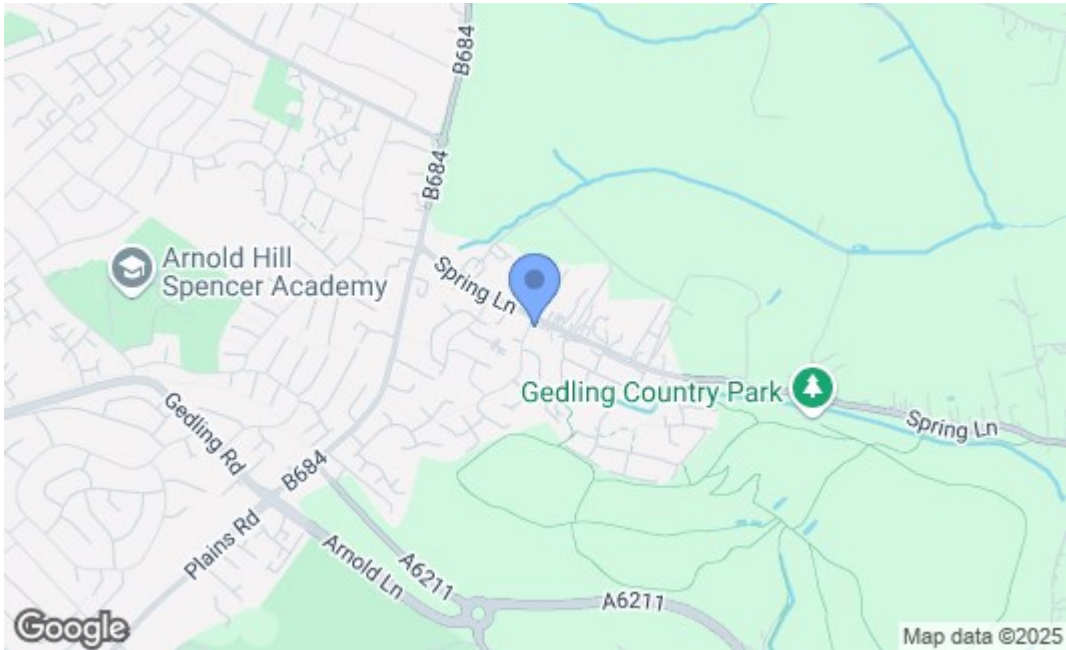 B684
B684
Arnold Hill
Spencer Academy
Spring Ln
Gedling Country Park
Spring Ln
Gedling Rd
B684
Plains Rd
Arnold Ln
A6211
A6211
Google
Map data ©2025